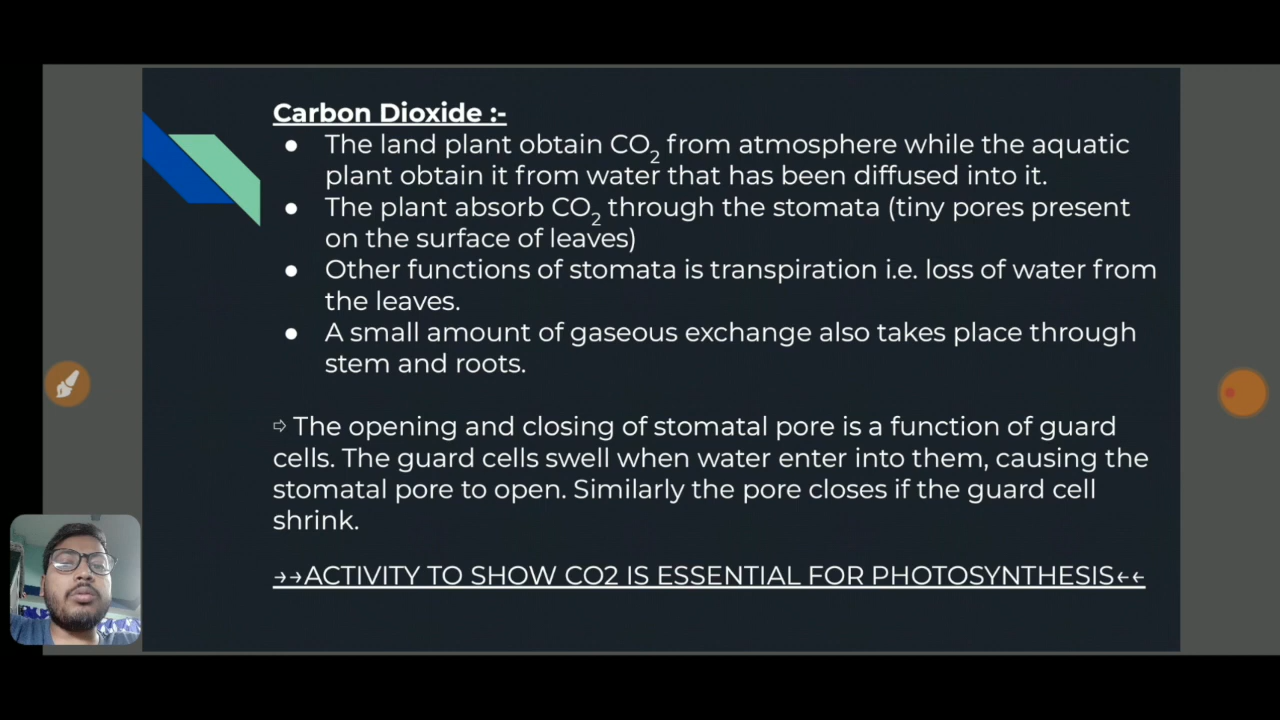 Carbon Dioxide :-
● The land plant obtain CO₂ from atmosphere while the aquatic
plant obtain it from water that has been diffused into it.
● The plant absorb CO₂ through the stomata (tiny pores present
on the surface of leaves)
● Other functions of stomata is transpiration i.e. loss of water from
the leaves.
● A small amount of gaseous exchange also takes place through
stem and roots.
⇨ The opening and closing of stomatal pore is a function of guard
cells. The guard cells swell when water enter into them, causing the
stomatal pore to open. Similarly the pore closes if the guard cell
shrink.
→→ACTIVITY TO SHOW CO2 IS ESSENTIAL FOR PHOTOSYNTHESIS←←